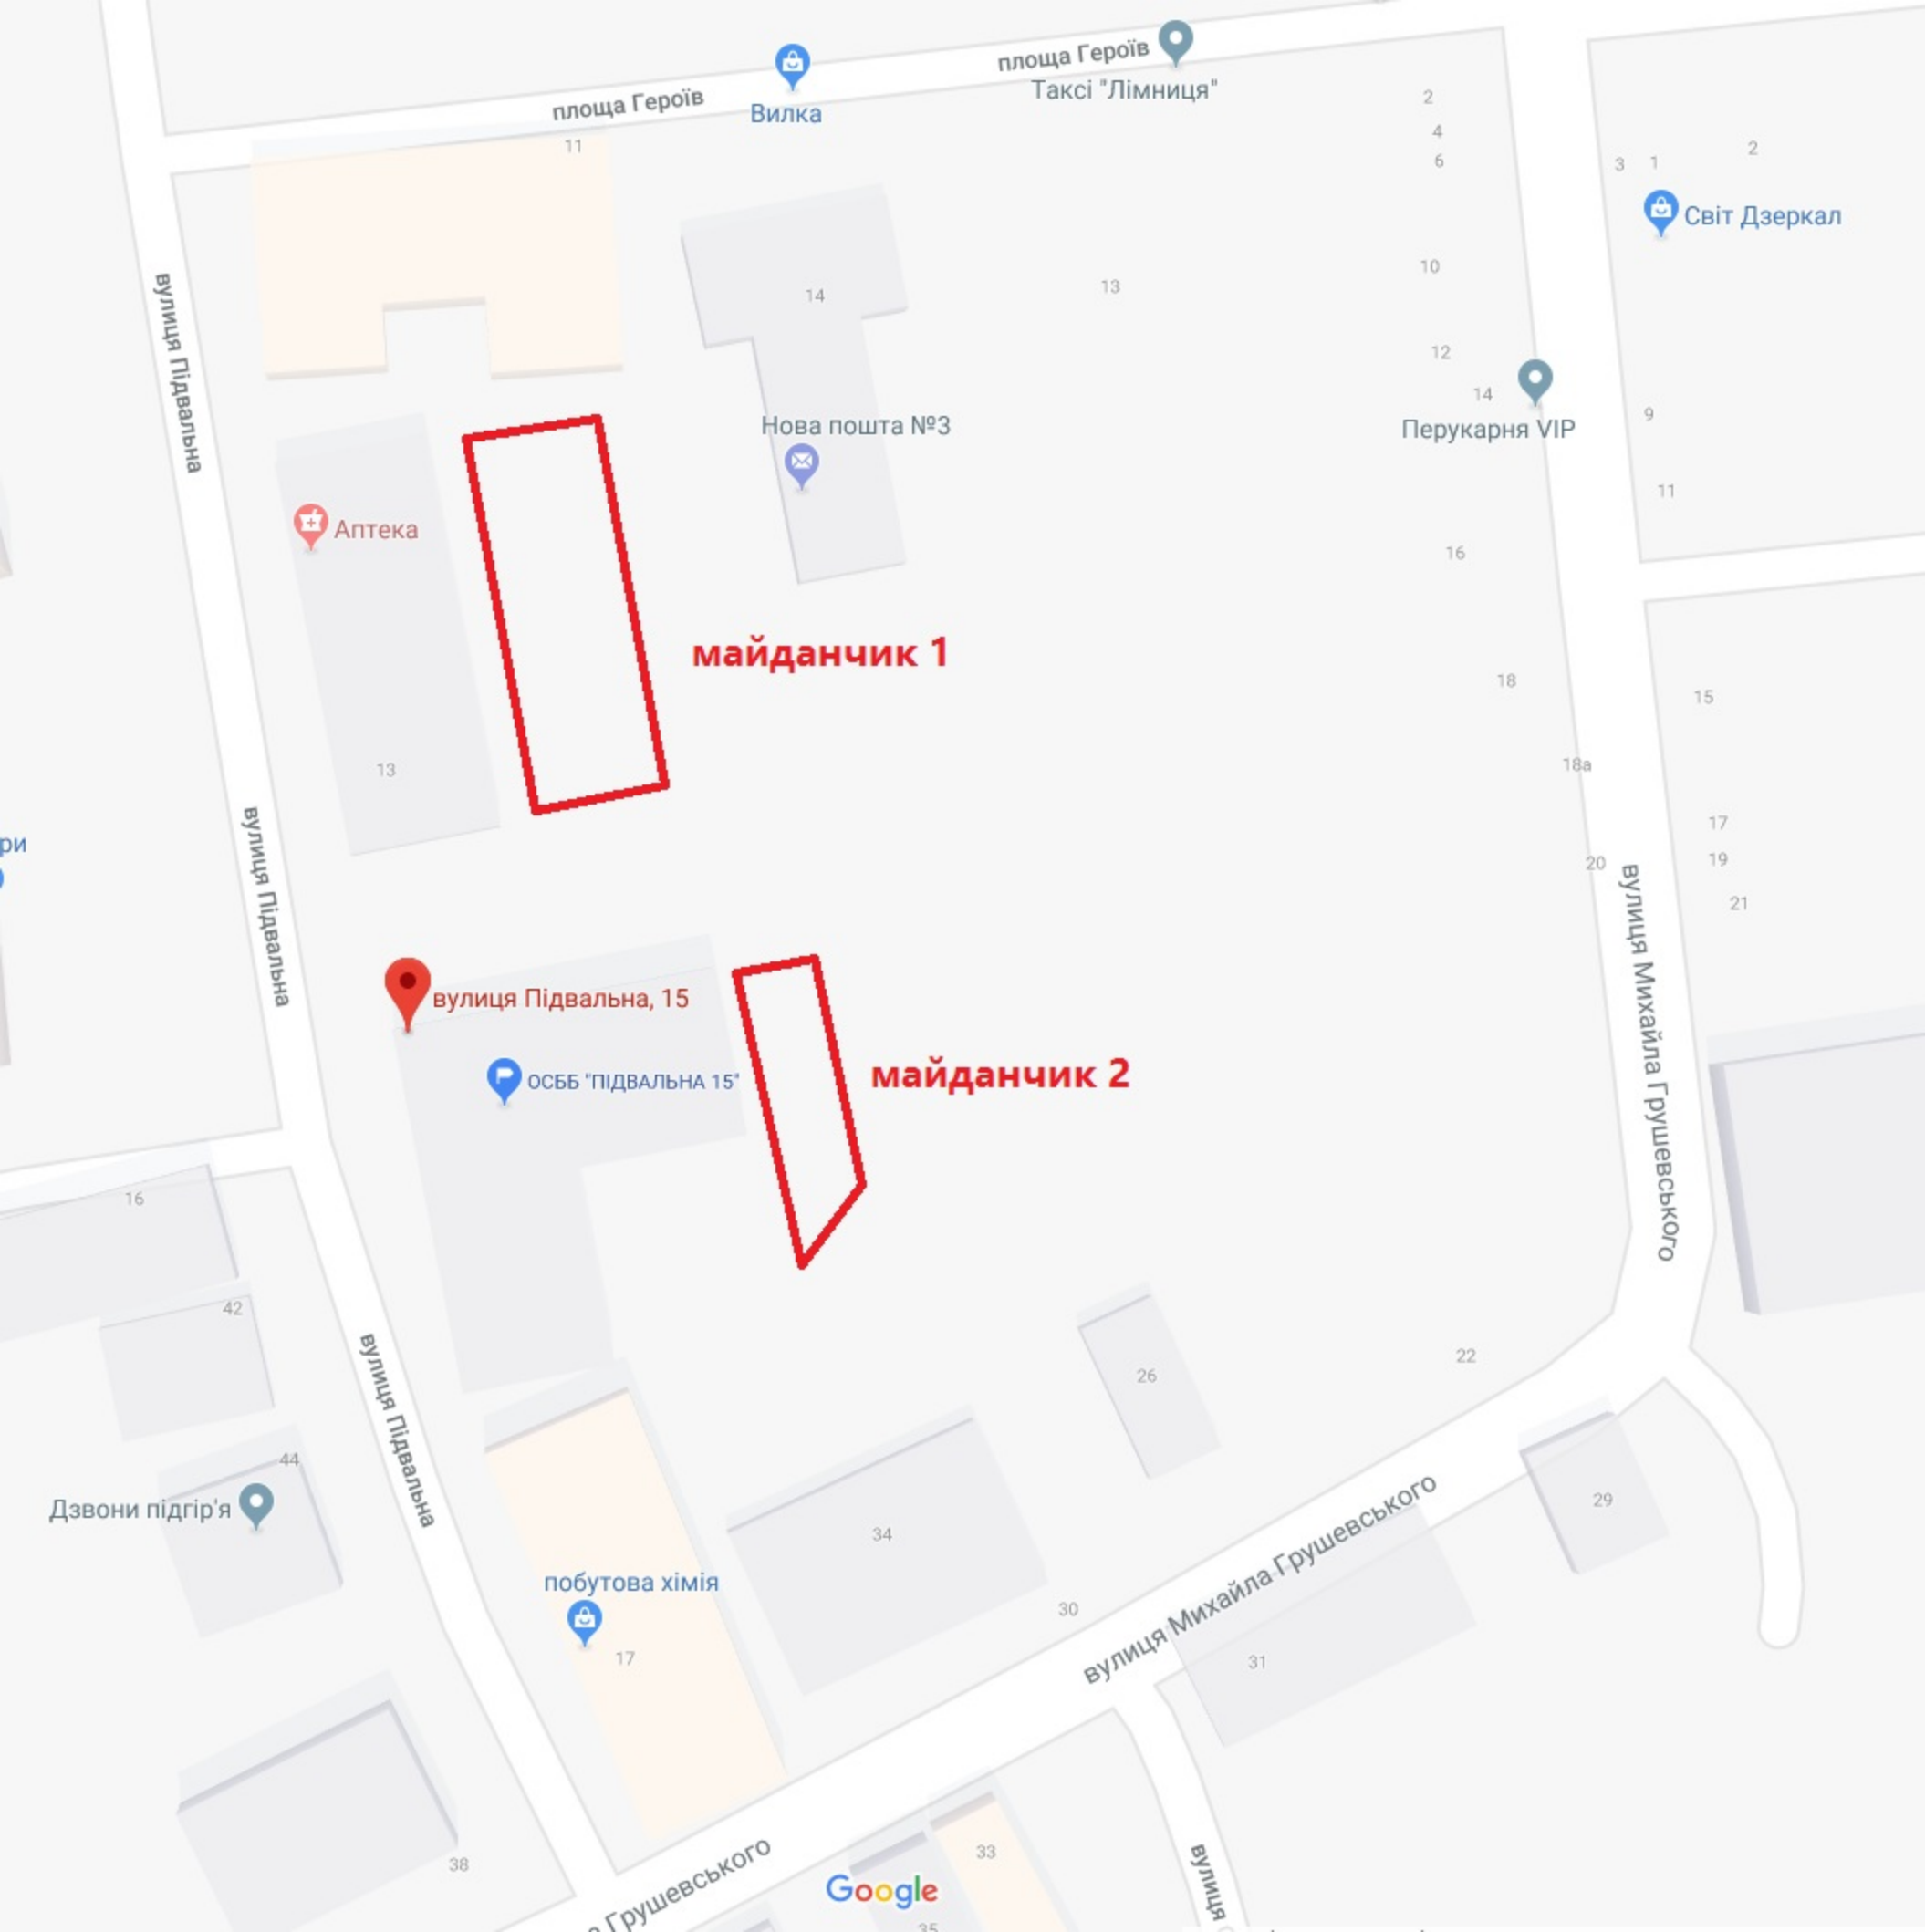 площа Героїв
Таксі "Лімниця"
площа Героїв
Вилка
11
2
4
6
3
1
2
Світ Дзеркал
14
13
10
12
14
Перукарня VIP
9
11
16
вулиця Підвальна
Нова пошта №3
Аптека
майданчик 1
13
18
15
18а
17
19
20
21
ри
вулиця Підвальна
вулиця Михайла Грушевського
вулиця Підвальна, 15
ОСББ "ПІДВАЛЬНА 15"
майданчик 2
16
42
44
вулиця Підвальна
Дзвони підгір'я
26
22
29
34
побутова хімія
17
30
вулиця Михайла Грушевського
31
38
33
Google
а Грушевського
35
вулиця